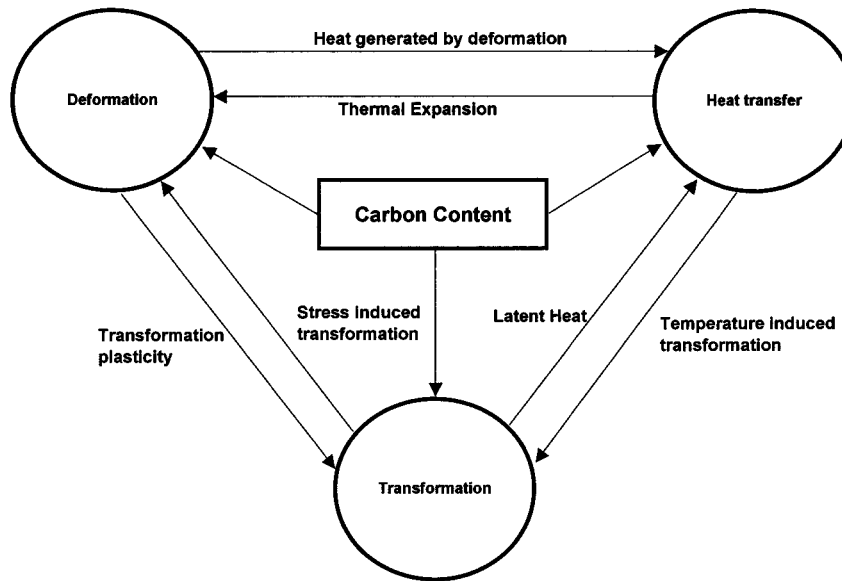 Heat generated by deformation
Deformation
Heat transfer
Thermal Expansion
Carbon Content
Stress induced
transformation
Latent Heat
Transformation
plasticity
Temperature induced
transformation
Transformation